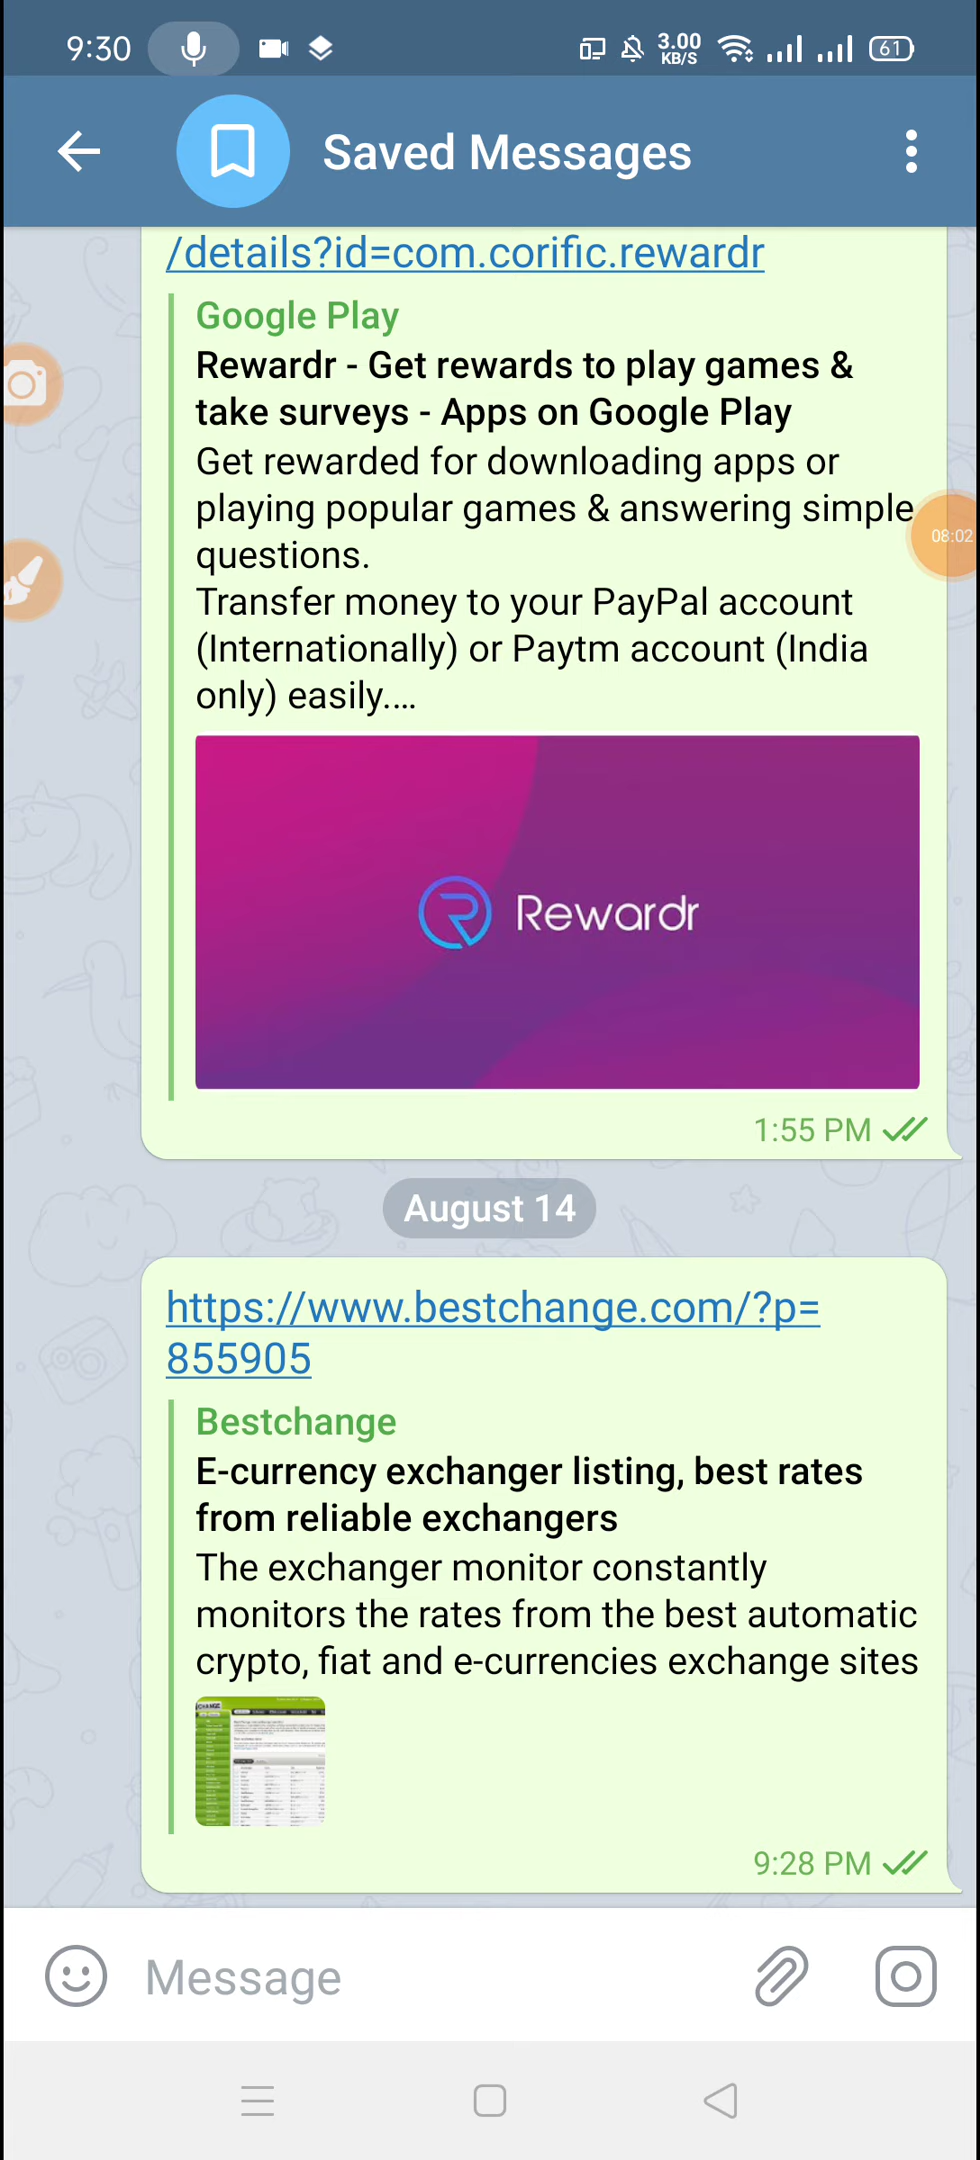 9:30
3.00
KB/S
61
Saved Messages
/details?id=com.corific.rewardr
Google Play
Rewardr - Get rewards to play games &
take surveys - Apps on Google Play
Get rewarded for downloading apps or
playing popular games & answering simple
questions.
Transfer money to your PayPal account
(Internationally) or Paytm account (India
only) easily....
08:02
Rewardr
1:55 PM
August 14
https://www.bestchange.com/?p=
855905
Bestchange
E-currency exchanger listing, best rates
from reliable exchangers
The exchanger monitor constantly
monitors the rates from the best automatic
crypto, fiat and e-currencies exchange sites
9:28 PM
Message